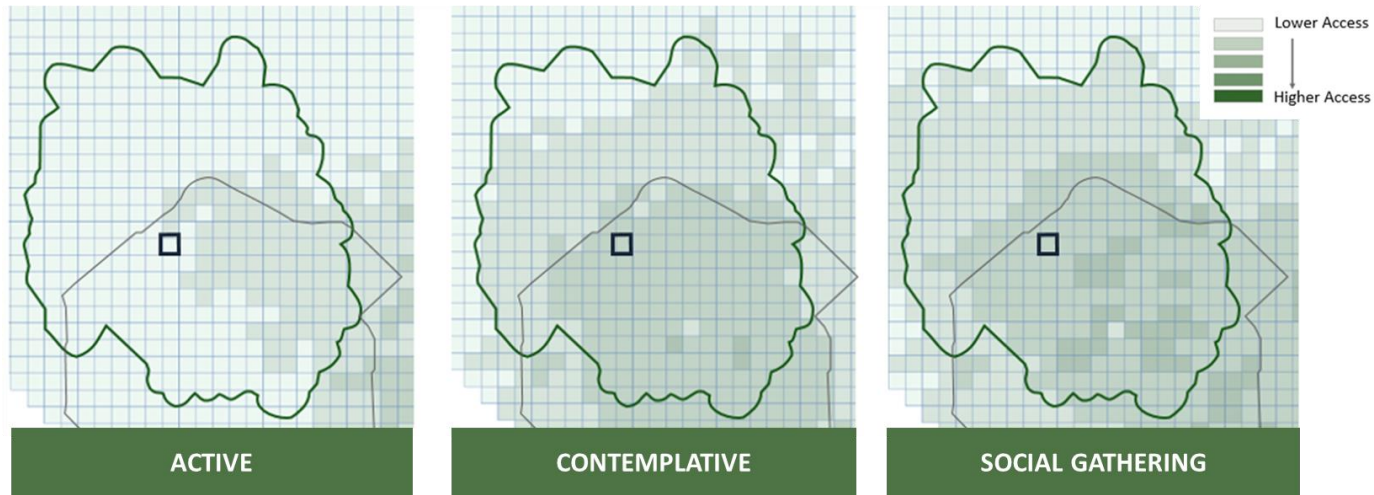 Lower Access
Higher Access
ACTIVE
CONTEMPLATIVE
SOCIAL GATHERING